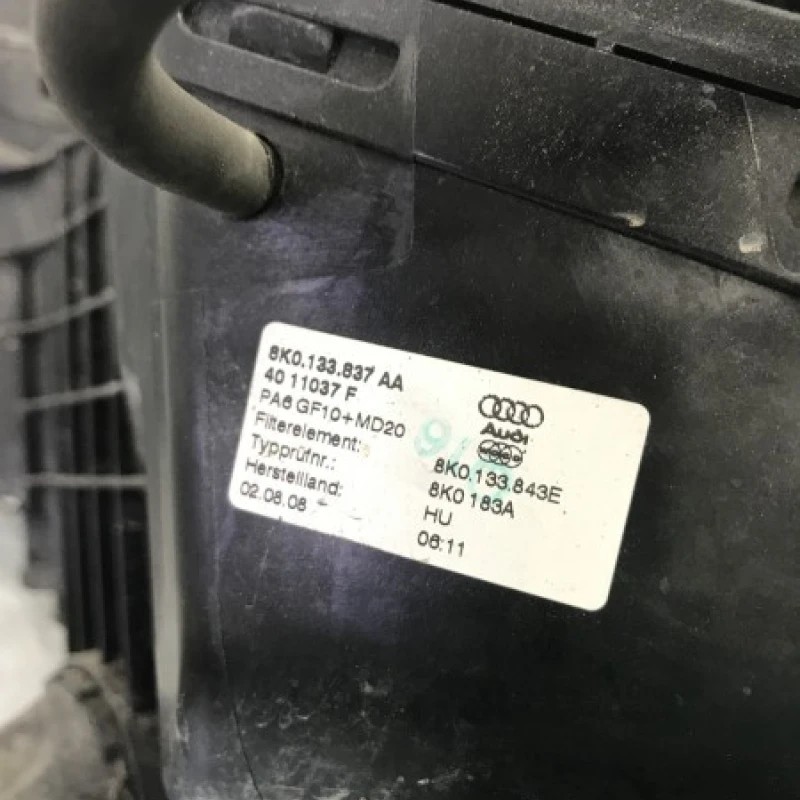 8K0.133.837 AA
40 11037 F
PA6 GF10+MD20
Audi
Filterelement: 8K0.133.843E
Typprüfnr.: 8K0 183A
Herstelland: HU
02.08.08 06:11